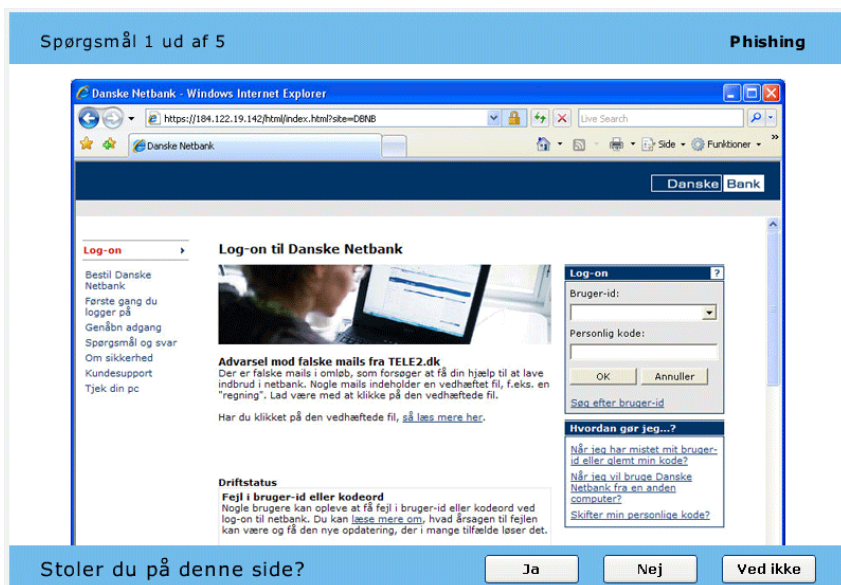 Spørgsmål 1 ud af 5
Phishing
Danske Netbank - Windows Internet Explorer
https://184.122.19.142/html/index.html?site=DBNB
Live Search
Danske Netbank
Side
Funktioner
»
Danske Bank
Log-on
Bestil Danske
Netbank
Første gang du
logger på
Genåbn adgang
Spørgsmål og svar
Om sikkerhed
Kundesupport
Tjek din pc
Log-on til Danske Netbank
Advarsel mod falske mails fra TELE2.dk
Der er falske mails i omløb, som forsøger at få din hjælp til at lave
indbrud i netbank. Nogle mails indeholder en vedhæftet fil, f.eks. en
"regning". Lad være med at klikke på den vedhæftede fil.
Har du klikket på den vedhæftede fil, så læs mere her.
Driftstatus
Fejl i bruger-id eller kodeord
Nogle brugere kan opleve at få fejl i bruger-id eller kodeord ved
log-on til netbank. Du kan læse mere om, hvad årsagen til fejlen
kan være og få den nye opdatering, der i mange tilfælde løser det.
Log-on
?
Bruger-id:
Personlig kode:
OK
Annuller
Søg efter bruger-id
Hvordan gør jeg...?
Når jeg har mistet mit bruger-
id eller glemt min kode?
Når jeg vil bruge Danske
Netbank fra en anden
computer?
Skifter min personlige kode?
Stoler du på denne side?
Ja
Nej
Ved ikke